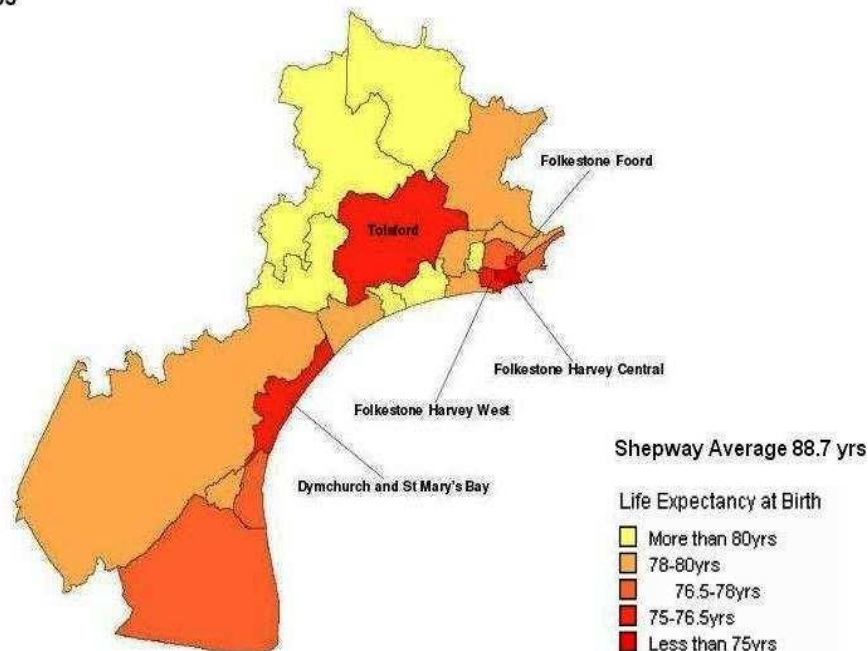 Folkestone Foord
Tolsford
Folkestone Harvey Central
Folkestone Harvey West
Dymchurch and St Mary's Bay
Shepway Average 88.7 yrs
Life Expectancy at Birth
More than 80yrs
78-80yrs
76.5-78yrs
75-76.5yrs
Less than 75yrs